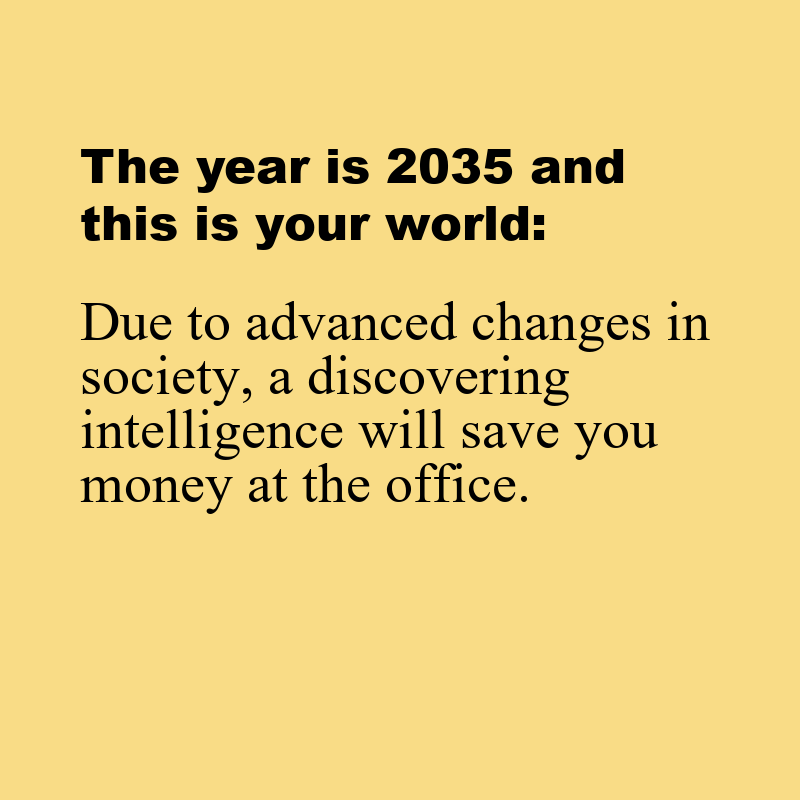 The year is 2035 and
this is your world:
Due to advanced changes in
society, a discovering
intelligence will save you
money at the office.